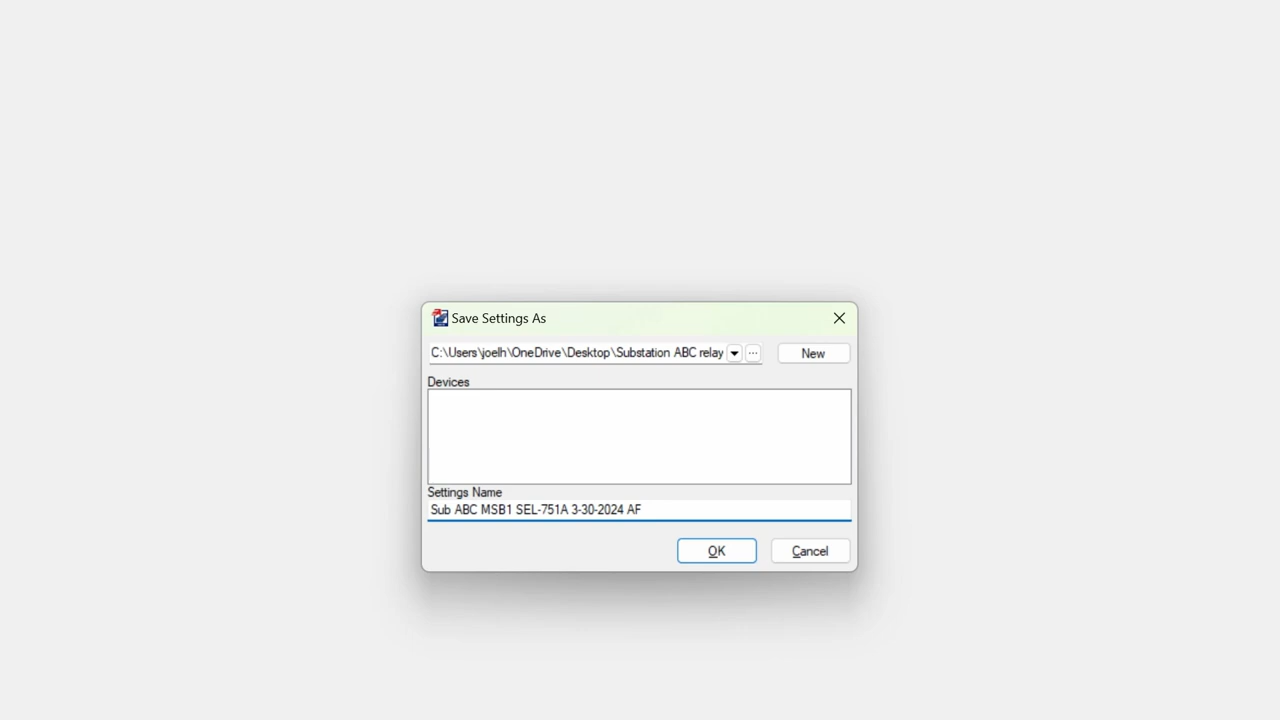 Save Settings As
C:\Users\joelh\OneDrive\Desktop\Substation ABC relay
...
New
Devices
Settings Name
Sub ABC MSB1 SEL-751A 3-30-2024 AF
OK
Cancel